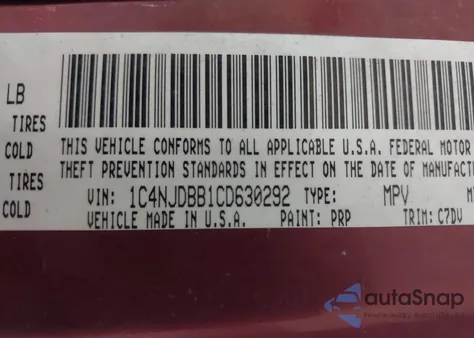 LB
TIRES
COLD
TIRES
COLD
THIS VEHICLE CONFORMS TO ALL APPLICABLE U.S.A. FEDERAL MOTOR
THEFT PREVENTION STANDARDS IN EFFECT ON THE DATE OF MANUFACTU
VIN: 1C4NJDBB1CD630292 TYPE: MPV
VEHICLE MADE IN U.S.A. PAINT: PRP TRIM: C7DV
autoSnap